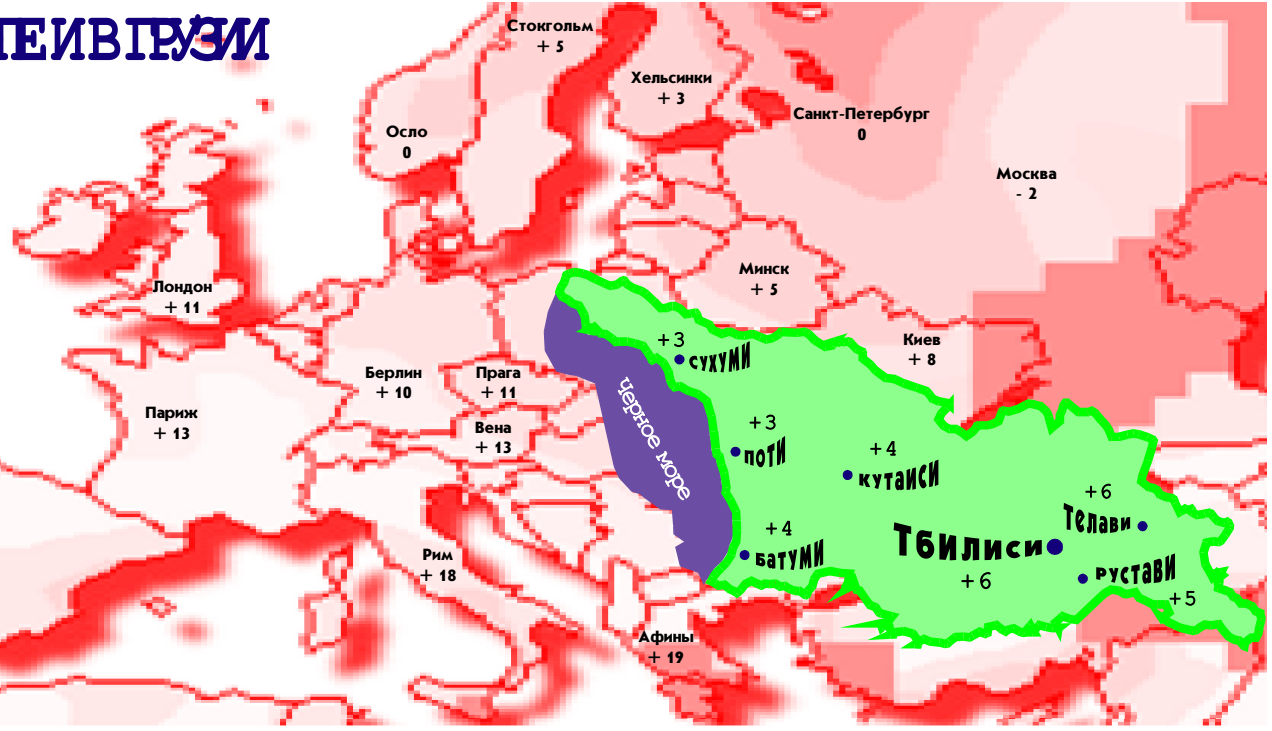 ПЕИВГРУЗИИ
Стокгольм
+ 5
Хельсинки
+ 3
Санкт-Петербург
0
Осло
0
Москва
- 2
Минск
+ 5
Лондон
+ 11
+3
сухуми
Киев
+ 8
Берлин
+ 10
Прага
+ 11
Париж
+ 13
Вена
+ 13
Черное море
+3
поти
+4
кутаиси
+6
Телави
+4
батуми
Тбилиси
+6
Рим
+ 18
рустави
+5
Афины
+ 19